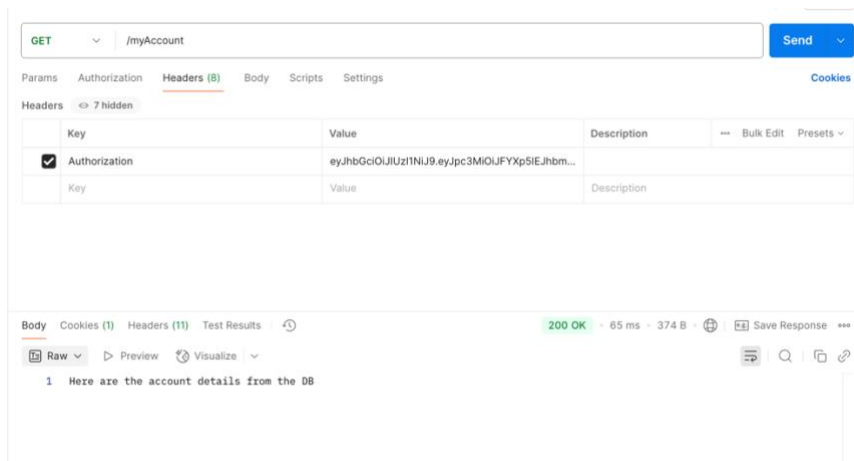 GET /myAccount Send
Params Authorization Headers (8) Body Scripts Settings Cookies
Headers 7 hidden
Key Value Description Bulk Edit Presets
Authorization eyJhbGciOiJIUzI1NiJ9.eyJpc3MiOiJFYXp5IEJhbm...
Key Value Description
Body Cookies (1) Headers (11) Test Results 200 OK 65 ms 374 B Save Response
Raw Preview Visualize
1 Here are the account details from the DB